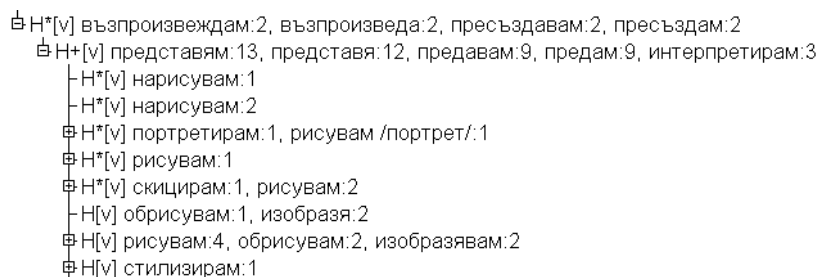 H*[v] възпроизвеждам:2, възпроизведа:2, пресъздавам:2, пресъздам:2
H+[v] представям:13, представя:12, предавам:9, предам:9, интерпретирам:3
H*[v] нарисувам:1
H*[v] нарисувам:2
H*[v] портретирам:1, рисувам /портрет/:1
H*[v] рисувам:1
H*[v] скицирам:1, рисувам:2
H[v] обрисувам:1, изобразя:2
H[v] рисувам:4, обрисувам:2, изобразявам:2
H[v] стилизирам:1